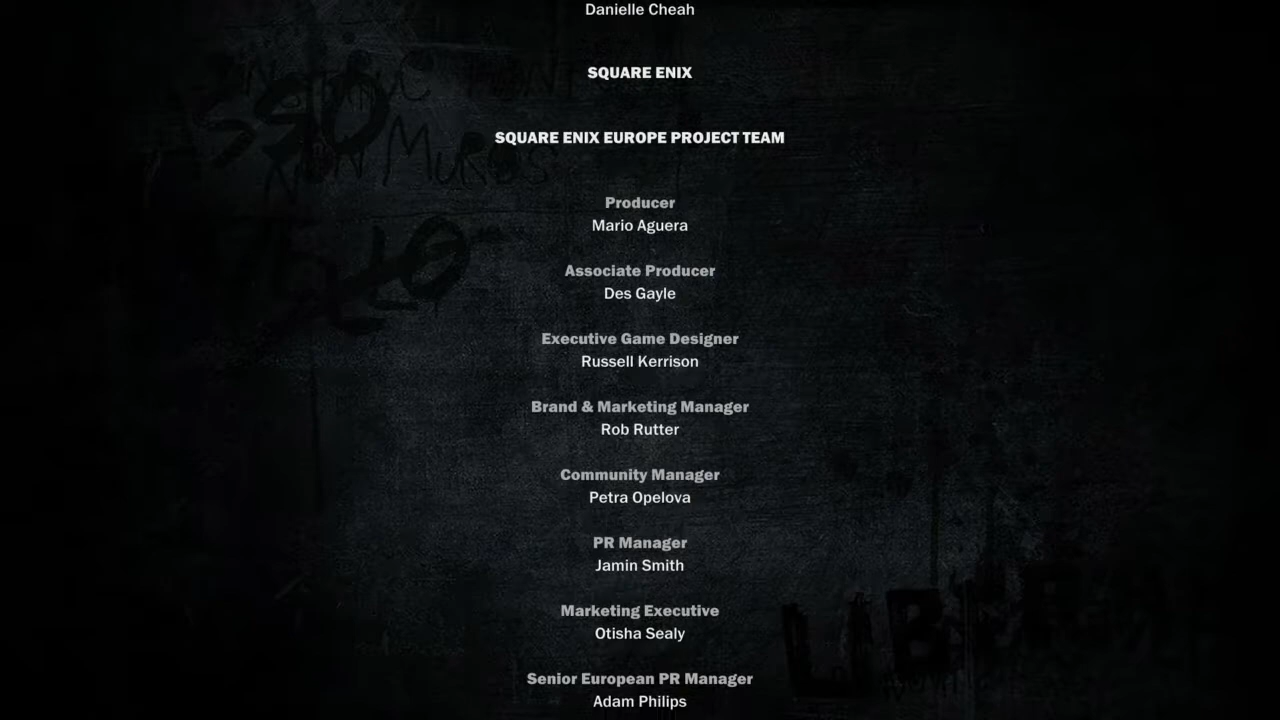 Danielle Cheah
SQUARE ENIX
SQUARE ENIX EUROPE PROJECT TEAM
Producer
Mario Aguera
Associate Producer
Des Gayle
Executive Game Designer
Russell Kerrison
Brand & Marketing Manager
Rob Rutter
Community Manager
Petra Opelova
PR Manager
Jamin Smith
Marketing Executive
Otisha Sealy
Senior European PR Manager
Adam Philips